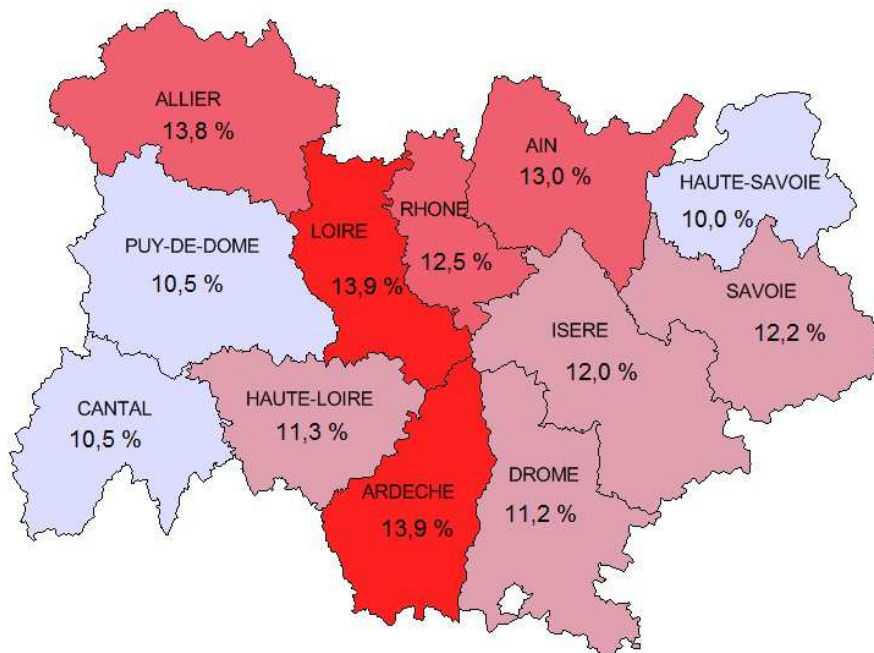 ALLIER
13,8 %
AIN
13,0 %
HAUTE-SAVOIE
10,0 %
RHONE
12,5 %
LOIRE
13,9 %
PUY-DE-DOME
10,5 %
SAVOIE
12,2 %
ISERE
12,0 %
HAUTE-LOIRE
11,3 %
CANTAL
10,5 %
DROME
11,2 %
ARDECHE
13,9 %